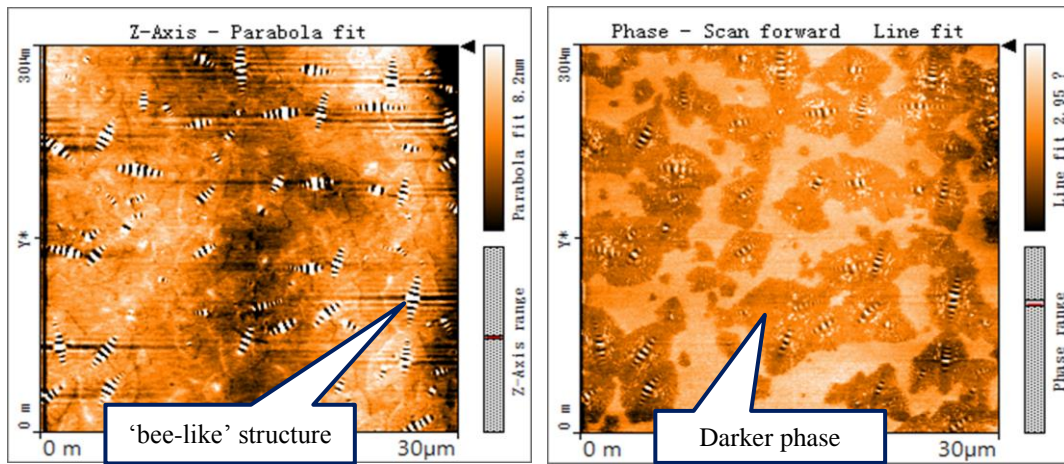 Z-Axis - Parabola fit
30µm
Y*
0 m
0 m
30µm
Parabola fit 8.2nm
Z-Axis range
‘bee-like’ structure
Phase - Scan forward Line fit
30µm
Y*
0 m
0 m
30µm
Line fit 2.95 ?
Phase range
Darker phase